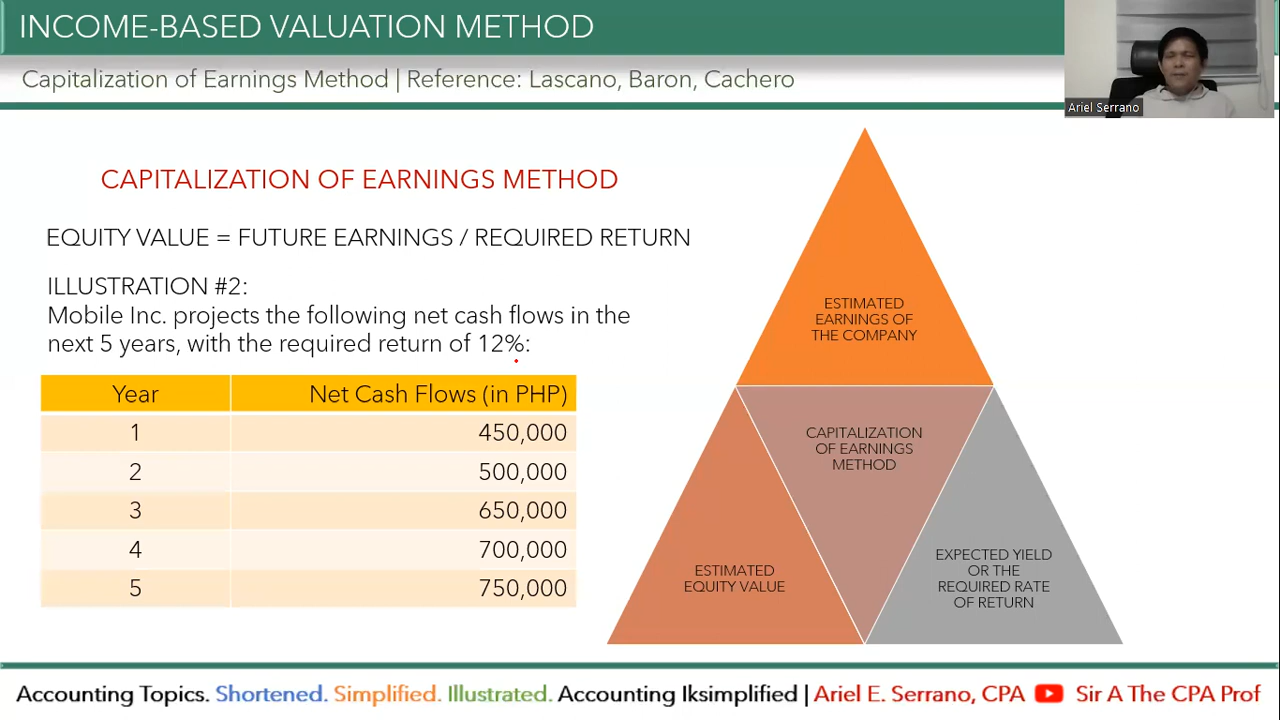 INCOME-BASED VALUATION METHOD
Capitalization of Earnings Method | Reference: Lascano, Baron, Cachero
Ariel Serrano
CAPITALIZATION OF EARNINGS METHOD
EQUITY VALUE = FUTURE EARNINGS / REQUIRED RETURN
ILLUSTRATION #2:
Mobile Inc. projects the following net cash flows in the
next 5 years, with the required return of 12%:
Year Net Cash Flows (in PHP)
1 450,000
2 500,000
3 650,000
4 700,000
5 750,000
ESTIMATED
EARNINGS OF
THE COMPANY
CAPITALIZATION
OF EARNINGS
METHOD
ESTIMATED
EQUITY VALUE
EXPECTED YIELD
OR THE
REQUIRED RATE
OF RETURN
Accounting Topics. Shortened. Simplified. Illustrated. Accounting Iksimplified | Ariel E. Serrano, CPA Sir A The CPA Prof